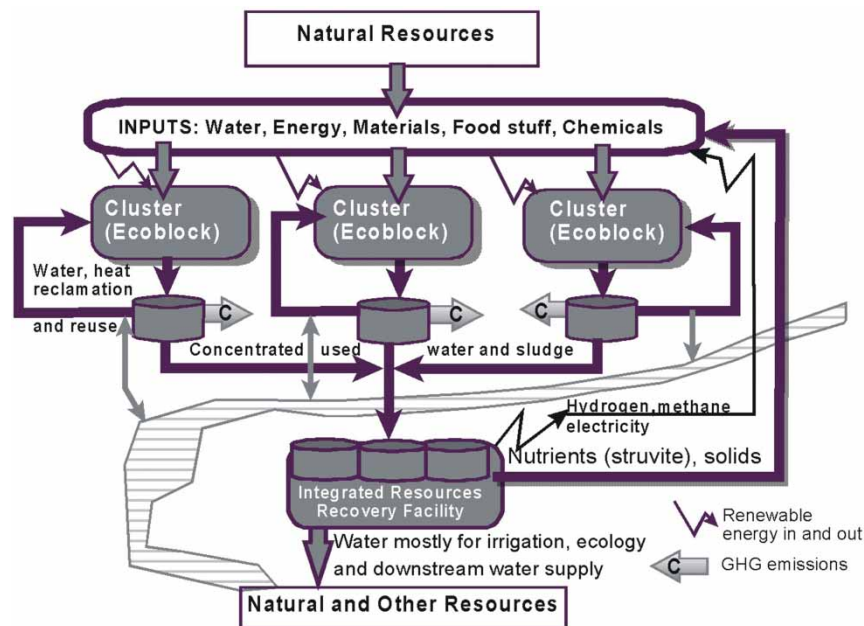 Natural Resources
INPUTS: Water, Energy, Materials, Food stuff, Chemicals
Cluster
(Ecoblock)
Cluster
(Ecoblock)
Cluster
(Ecoblock)
Water, heat
reclamation
and reuse
C
C
C
Concentrated used water and sludge
Hydrogen,methane
electricity
Nutrients (struvite), solids
Integrated Resources
Recovery Facility
Renewable
energy in and out
Water mostly for irrigation, ecology
and downstream water supply
C
GHG emissions
Natural and Other Resources